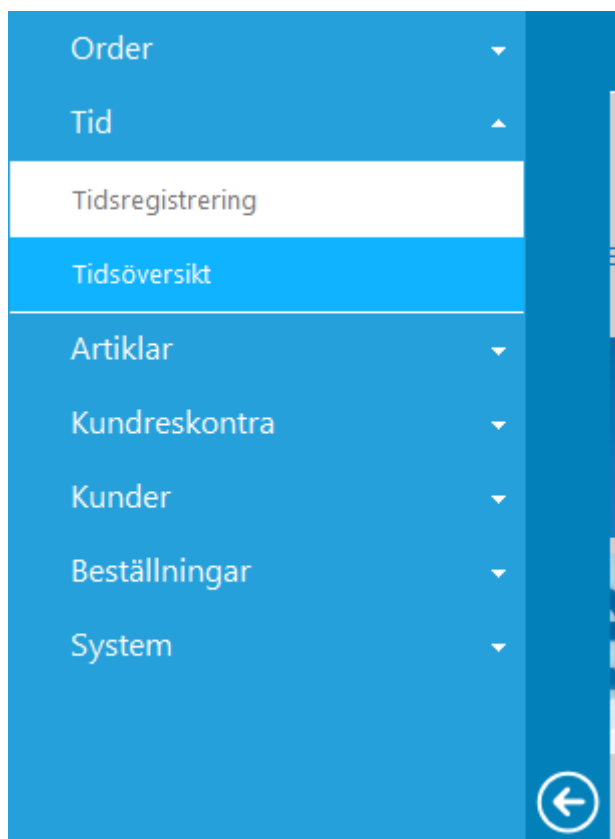 Order
Tid
Tidsregistrering
Tidsöversikt
Artiklar
Kundreskontra
Kunder
Beställningar
System